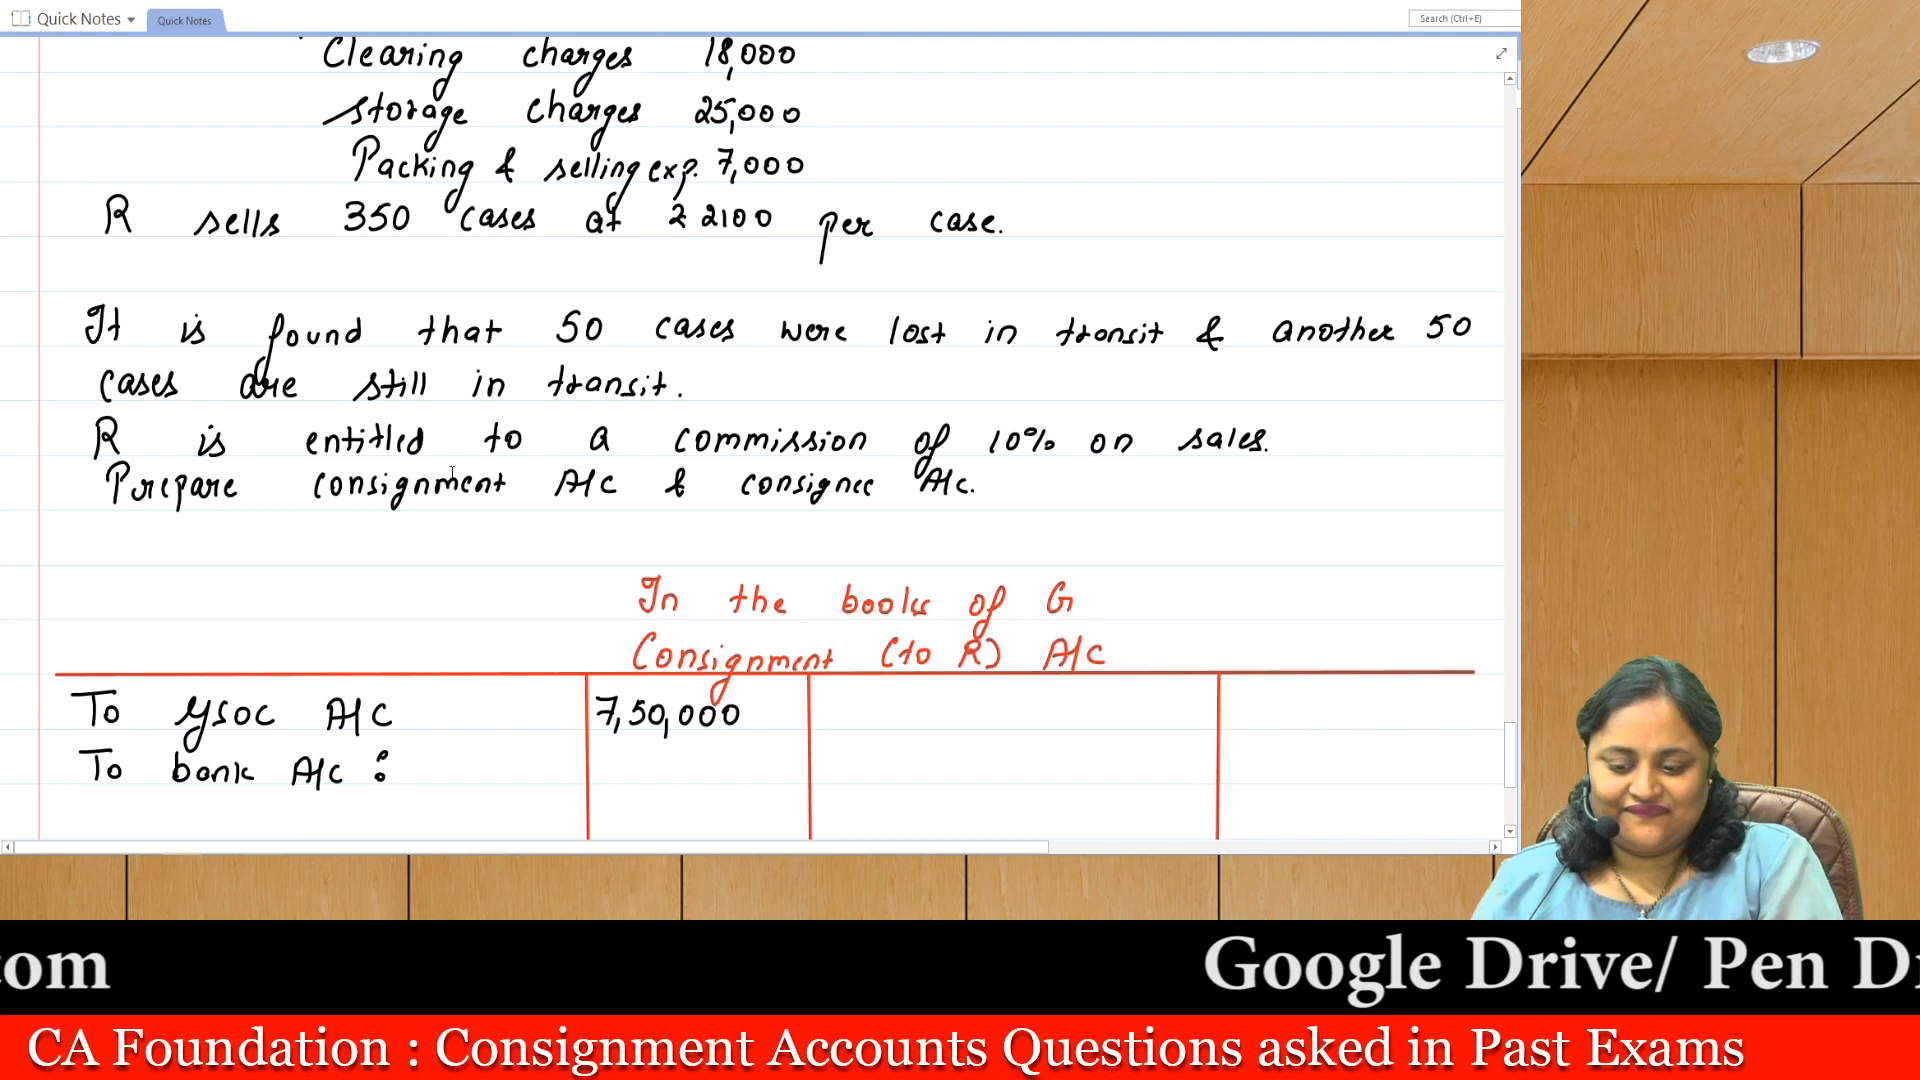 Quick Notes
Quick Notes
Search (Ctrl+E)
Clearing charges 18,000
Storage charges 25,000
Packing & selling exp. 7,000
R sells 350 cases at ₹ 2100 per case.
It is found that 50 cases were lost in transit & another 50
cases are still in transit.
R is entitled to a commission of 10% on sales.
Prepare consignment A/c & consignee A/c.
In the books of G
Consignment (to R) A/c
To GSOC A/C 7,50,000
To bank A/c :
com
Google Drive/ Pen D
CA Foundation : Consignment Accounts Questions asked in Past Exams